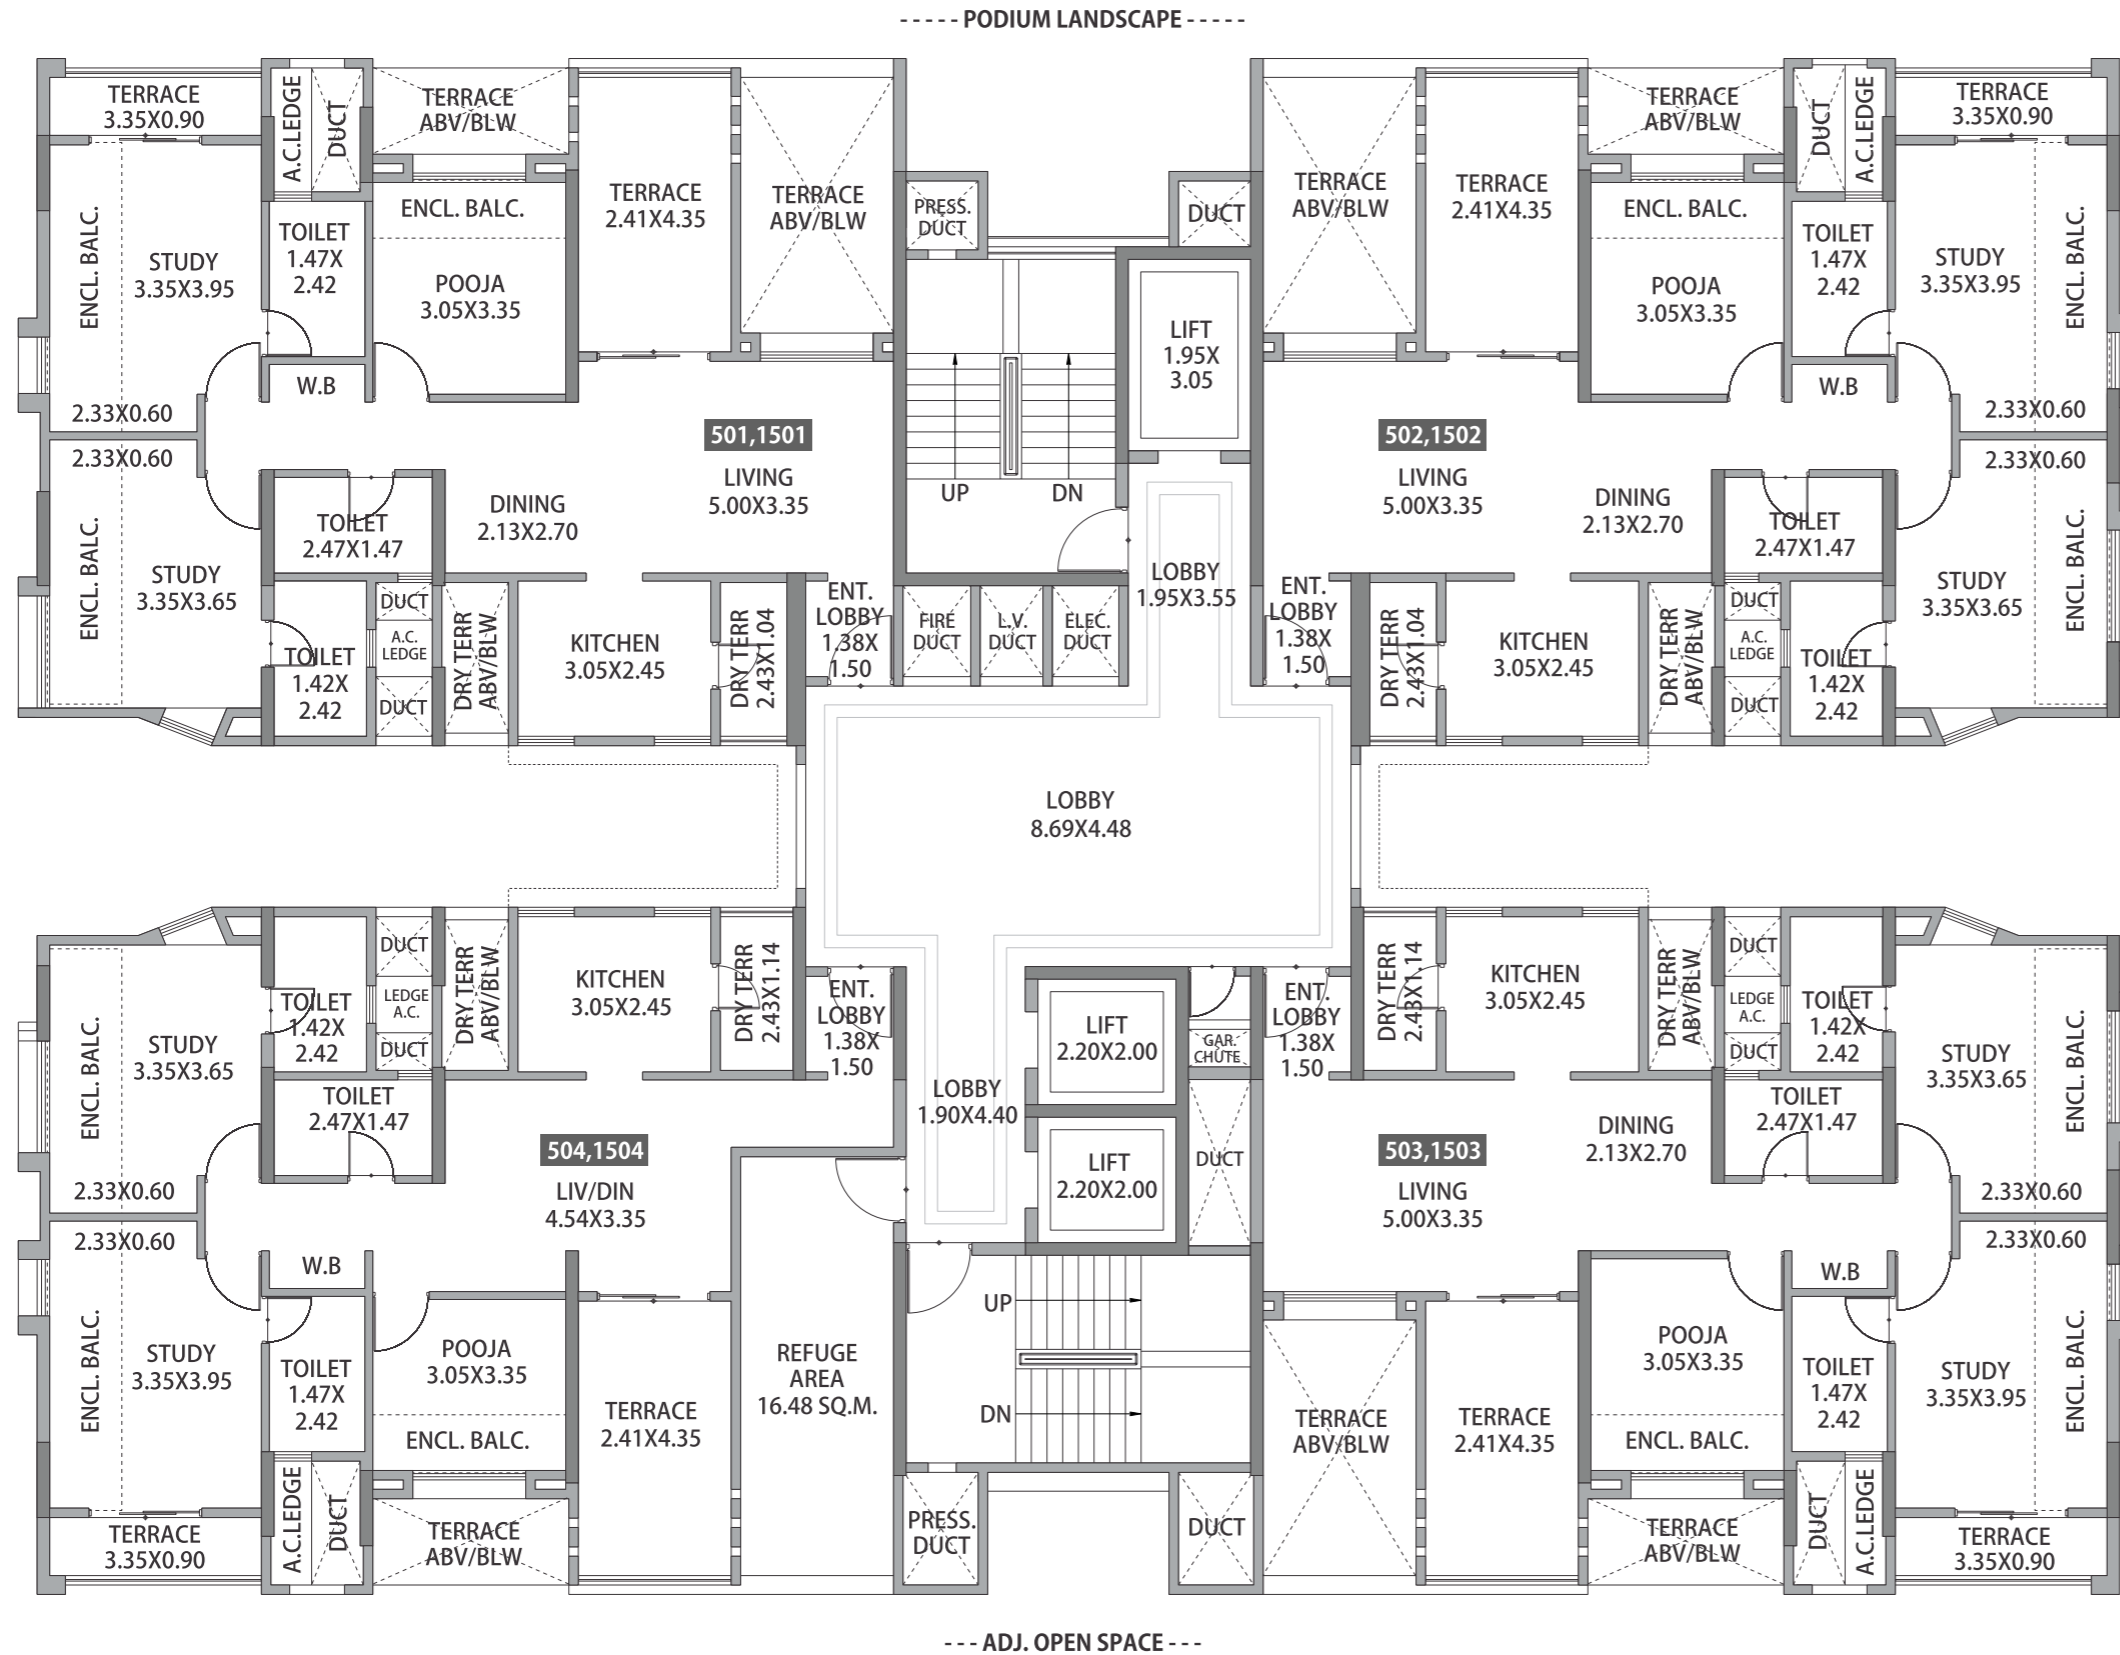 ----- PODIUM LANDSCAPE -----
TERRACE
3.35X0.90
A.C.LEDGE
DUCT
TERRACE
ABV/BLW
ENCL. BALC.
STUDY
3.35X3.95
TOILET
1.47X
2.42
ENCL. BALC.
POOJA
3.05X3.35
TERRACE
2.41X4.35
TERRACE
ABV/BLW
W.B
2.33X0.60
2.33X0.60
501,1501
LIVING
5.00X3.35
DINING
2.13X2.70
TOILET
2.47X1.47
ENCL. BALC.
STUDY
3.35X3.65
TOILET
1.42X
2.42
DUCT
A.C.
LEDGE
DUCT
DRY TERR
ABV/BLW
KITCHEN
3.05X2.45
DRY TERR
2.43X1.04
ENT.
LOBBY
1.38X
1.50
PRESS.
DUCT
DUCT
LIFT
1.95X
3.05
UP
DN
FIRE
DUCT
L.V.
DUCT
ELEC.
DUCT
LOBBY
1.95X3.55
TERRACE
ABV/BLW
TERRACE
2.41X4.35
TERRACE
ABV/BLW
DUCT
A.C.LEDGE
TERRACE
3.35X0.90
ENCL. BALC.
POOJA
3.05X3.35
TOILET
1.47X
2.42
STUDY
3.35X3.95
ENCL. BALC.
W.B
2.33X0.60
2.33X0.60
502,1502
LIVING
5.00X3.35
DINING
2.13X2.70
TOILET
2.47X1.47
ENT.
LOBBY
1.38X
1.50
DRY TERR
2.43X1.04
KITCHEN
3.05X2.45
DRY TERR
ABV/BLW
DUCT
A.C.
LEDGE
DUCT
TOILET
1.42X
2.42
STUDY
3.35X3.65
ENCL. BALC.
LOBBY
8.69X4.48
ENCL. BALC.
STUDY
3.35X3.65
TOILET
1.42X
2.42
DUCT
LEDGE
A.C.
DUCT
DRY TERR
ABV/BLW
KITCHEN
3.05X2.45
DRY TERR
2.43X1.14
ENT.
LOBBY
1.38X
1.50
TOILET
2.47X1.47
504,1504
LIV/DIN
4.54X3.35
2.33X0.60
2.33X0.60
W.B
ENCL. BALC.
STUDY
3.35X3.95
TOILET
1.47X
2.42
POOJA
3.05X3.35
ENCL. BALC.
TERRACE
2.41X4.35
REFUGE
AREA
16.48 SQ.M.
TERRACE
3.35X0.90
A.C.LEDGE
DUCT
TERRACE
ABV/BLW
LOBBY
1.90X4.40
LIFT
2.20X2.00
LIFT
2.20X2.00
GAR.
CHUTE
DUCT
UP
DN
PRESS.
DUCT
DUCT
ENT.
LOBBY
1.38X
1.50
DRY TERR
2.43X1.14
KITCHEN
3.05X2.45
DRY TERR
ABV/BLW
DUCT
LEDGE
A.C.
DUCT
TOILET
1.42X
2.42
STUDY
3.35X3.65
ENCL. BALC.
503,1503
LIVING
5.00X3.35
DINING
2.13X2.70
TOILET
2.47X1.47
2.33X0.60
2.33X0.60
W.B
POOJA
3.05X3.35
ENCL. BALC.
TOILET
1.47X
2.42
STUDY
3.35X3.95
ENCL. BALC.
TERRACE
ABV/BLW
TERRACE
2.41X4.35
TERRACE
ABV/BLW
DUCT
A.C.LEDGE
TERRACE
3.35X0.90
--- ADJ. OPEN SPACE ---